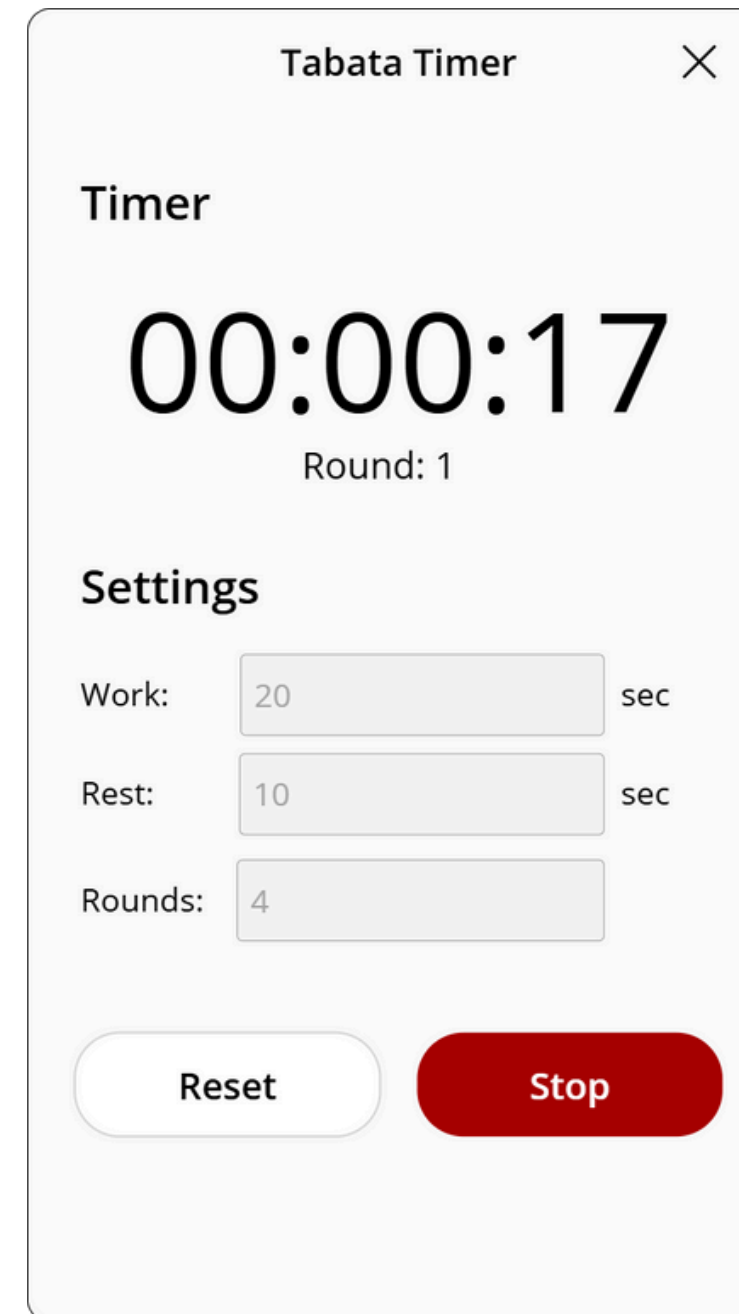 Tabata Timer
Timer
00:00:17
Round: 1
Settings
Work: 20 sec
Rest: 10 sec
Rounds: 4
Reset Stop